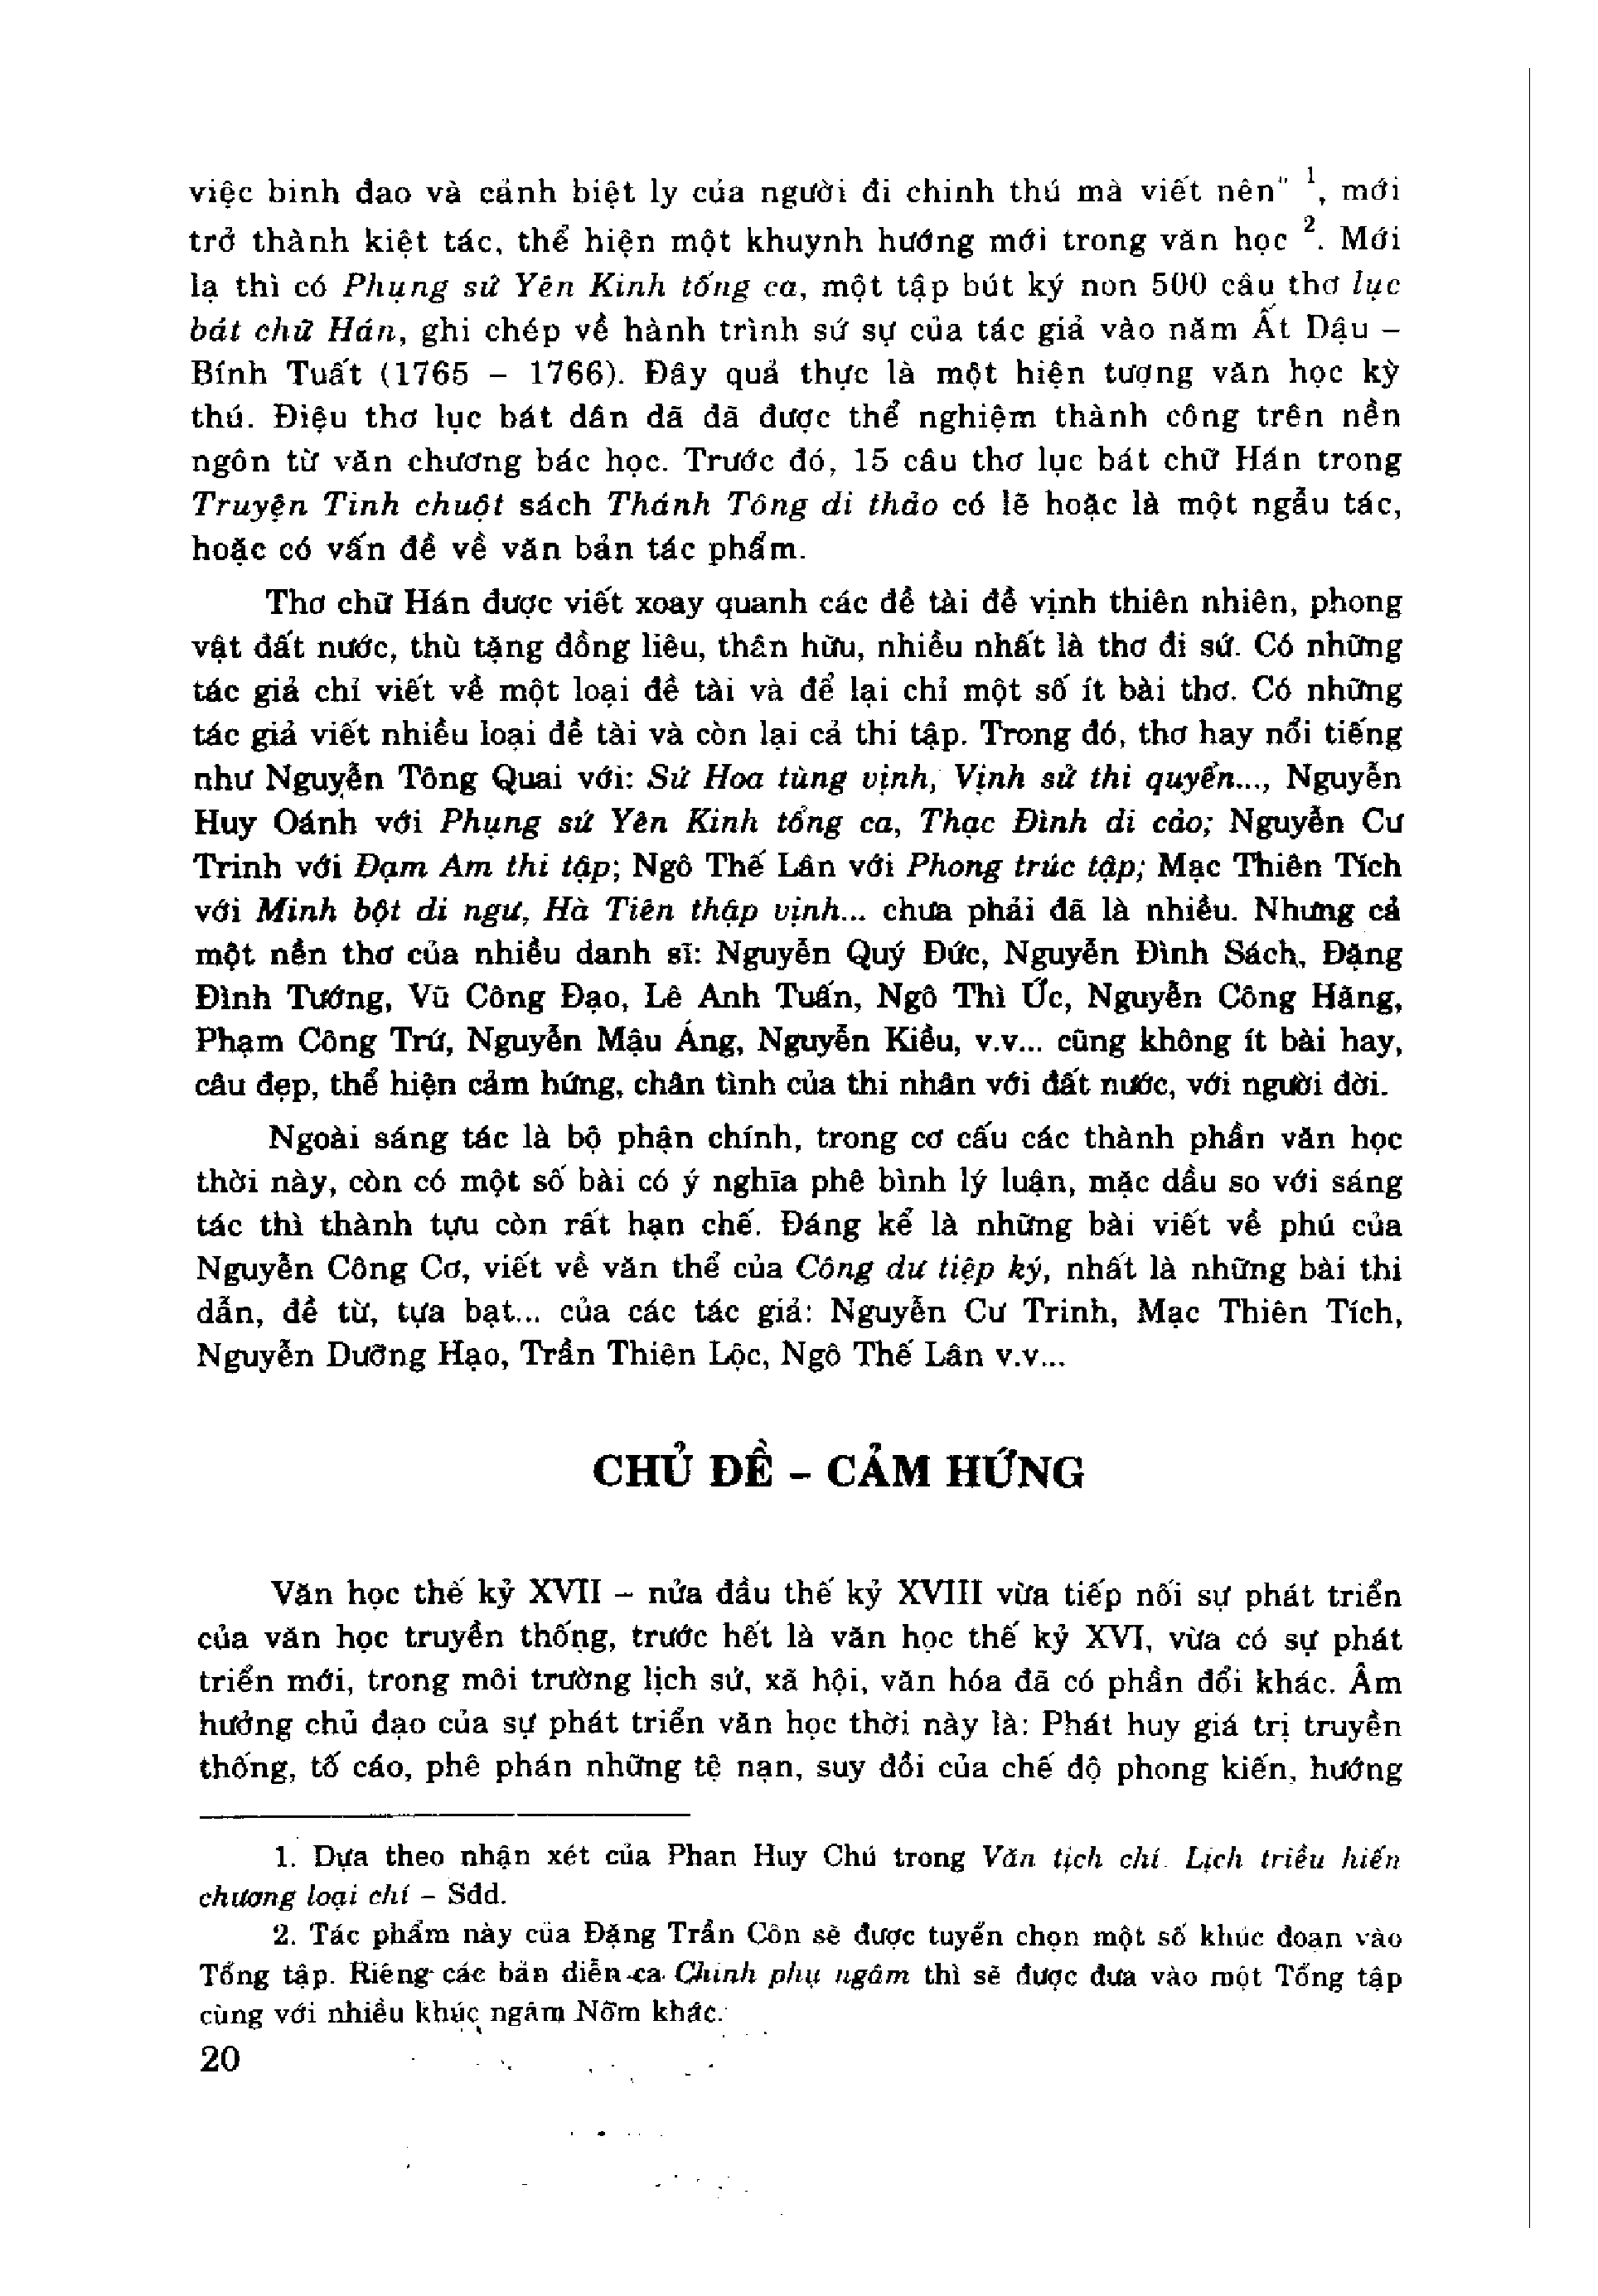 việc binh đao và cảnh biệt ly của người đi chinh thú mà viết nên" ¹, mới
trở thành kiệt tác, thể hiện một khuynh hướng mới trong văn học ². Mới
lạ thì có Phụng sứ Yên Kinh tổng ca, một tập bút ký non 500 câu thơ lục
bát chữ Hán, ghi chép về hành trình sứ sự của tác giả vào năm Ất Dậu –
Bính Tuất (1765 – 1766). Đây quả thực là một hiện tượng văn học kỳ
thú. Điệu thơ lục bát dân dã đã được thể nghiệm thành công trên nền
ngôn từ văn chương bác học. Trước đó, 15 câu thơ lục bát chữ Hán trong
Truyện Tinh chuột sách Thánh Tông di thảo có lẽ hoặc là một ngẫu tác,
hoặc có vấn đề về văn bản tác phẩm.
Thơ chữ Hán được viết xoay quanh các đề tài đề vịnh thiên nhiên, phong
vật đất nước, thù tặng đồng liêu, thân hữu, nhiều nhất là thơ đi sứ. Có những
tác giả chỉ viết về một loại đề tài và để lại chỉ một số ít bài thơ. Có những
tác giả viết nhiều loại đề tài và còn lại cả thi tập. Trong đó, thơ hay nổi tiếng
như Nguyễn Tông Quai với: Sứ Hoa tùng vịnh, Vịnh sử thi quyển..., Nguyễn
Huy Oánh với Phụng sứ Yên Kinh tổng ca, Thạc Đình di cảo; Nguyễn Cư
Trinh với Đạm Am thi tập; Ngô Thế Lân với Phong trúc tập; Mạc Thiên Tích
với Minh bột di ngư, Hà Tiên thập vịnh... chưa phải đã là nhiều. Nhưng cả
một nền thơ của nhiều danh sĩ: Nguyễn Quý Đức, Nguyễn Đình Sách, Đặng
Đình Tướng, Vũ Công Đạo, Lê Anh Tuấn, Ngô Thì Ức, Nguyễn Công Hãng,
Phạm Công Trứ, Nguyễn Mậu Áng, Nguyễn Kiều, v.v... cũng không ít bài hay,
câu đẹp, thể hiện cảm hứng, chân tình của thi nhân với đất nước, với người đời.
Ngoài sáng tác là bộ phận chính, trong cơ cấu các thành phần văn học
thời này, còn có một số bài có ý nghĩa phê bình lý luận, mặc dầu so với sáng
tác thì thành tựu còn rất hạn chế. Đáng kể là những bài viết về phú của
Nguyễn Công Cơ, viết về văn thể của Công dư tiệp ký, nhất là những bài thi
dẫn, đề từ, tựa bạt... của các tác giả: Nguyễn Cư Trinh, Mạc Thiên Tích,
Nguyễn Dưỡng Hạo, Trần Thiên Lộc, Ngô Thế Lân v.v...
CHỦ ĐỀ – CẢM HỨNG
Văn học thế kỷ XVII – nửa đầu thế kỷ XVIII vừa tiếp nối sự phát triển
của văn học truyền thống, trước hết là văn học thế kỷ XVI, vừa có sự phát
triển mới, trong môi trường lịch sử, xã hội, văn hóa đã có phần đổi khác. Âm
hưởng chủ đạo của sự phát triển văn học thời này là: Phát huy giá trị truyền
thống, tố cáo, phê phán những tệ nạn, suy đồi của chế độ phong kiến, hướng
1. Dựa theo nhận xét của Phan Huy Chú trong Văn tịch chí. Lịch triều hiến
chương loại chí – Sđd.
2. Tác phẩm này của Đặng Trần Côn sẽ được tuyển chọn một số khúc đoạn vào
Tổng tập. Riêng các bản diễn ca Chinh phụ ngâm thì sẽ được đưa vào một Tổng tập
cùng với nhiều khúc ngâm Nôm khác.
20